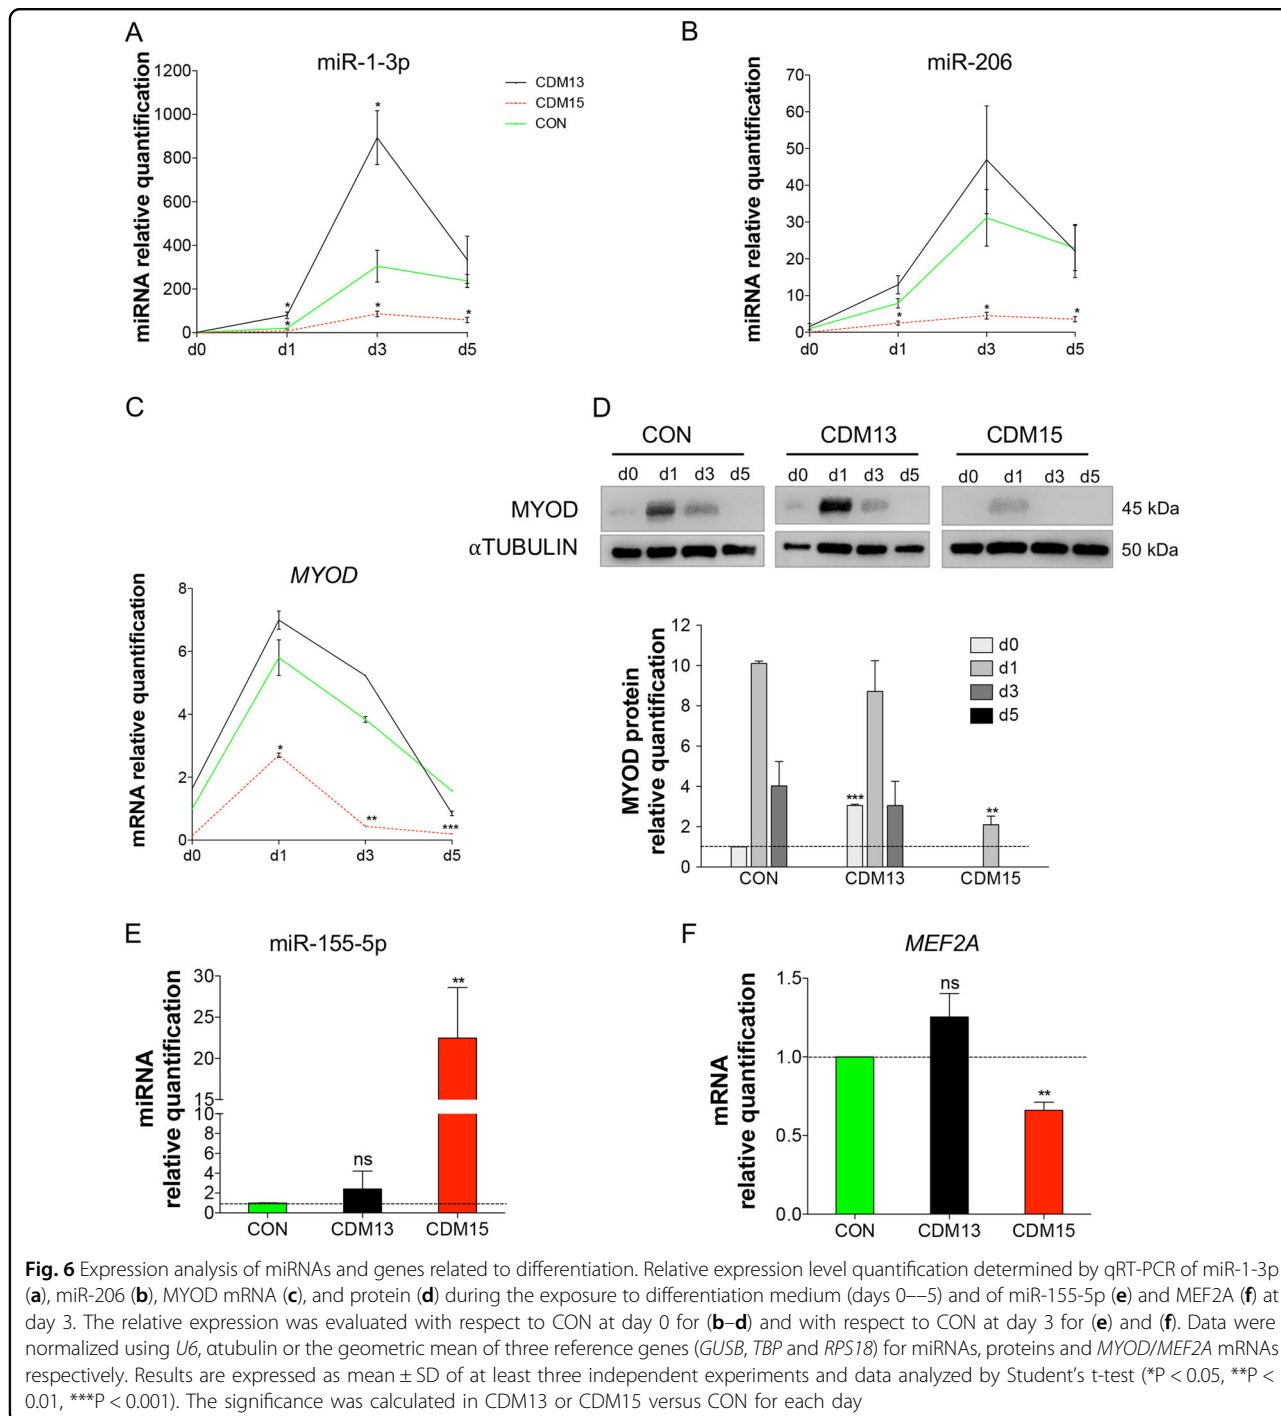 A
miR-1-3p
miRNA relative quantification
1200
1000
800
600
400
200
0
d0
d1
d3
d5
*
*
*
*
*
CDM13
CDM15
CON
B
miR-206
miRNA relative quantification
70
60
50
40
30
20
10
0
d0
d1
d3
d5
*
*
*
C
MYOD
mRNA relative quantification
8
6
4
2
0
d0
d1
d3
d5
*
**
***
D
CON
CDM13
CDM15
d0 d1 d3 d5
d0 d1 d3 d5
d0 d1 d3 d5
MYOD
45 kDa
αTUBULIN
50 kDa
MYOD protein
relative quantification
12
10
8
6
4
2
0
***
**
CON
CDM13
CDM15
d0
d1
d3
d5
E
miR-155-5p
miRNA
relative quantification
30
25
20
15
10
8
6
4
2
0
ns
**
CON
CDM13
CDM15
F
MEF2A
mRNA
relative quantification
1.5
1.0
0.5
0.0
ns
**
CON
CDM13
CDM15
Fig. 6 Expression analysis of miRNAs and genes related to differentiation. Relative expression level quantification determined by qRT-PCR of miR-1-3p
(a), miR-206 (b), MYOD mRNA (c), and protein (d) during the exposure to differentiation medium (days 0––5) and of miR-155-5p (e) and MEF2A (f) at
day 3. The relative expression was evaluated with respect to CON at day 0 for (b–d) and with respect to CON at day 3 for (e) and (f). Data were
normalized using U6, αtubulin or the geometric mean of three reference genes (GUSB, TBP and RPS18) for miRNAs, proteins and MYOD/MEF2A mRNAs
respectively. Results are expressed as mean ± SD of at least three independent experiments and data analyzed by Student's t-test (*P < 0.05, **P <
0.01, ***P < 0.001). The significance was calculated in CDM13 or CDM15 versus CON for each day